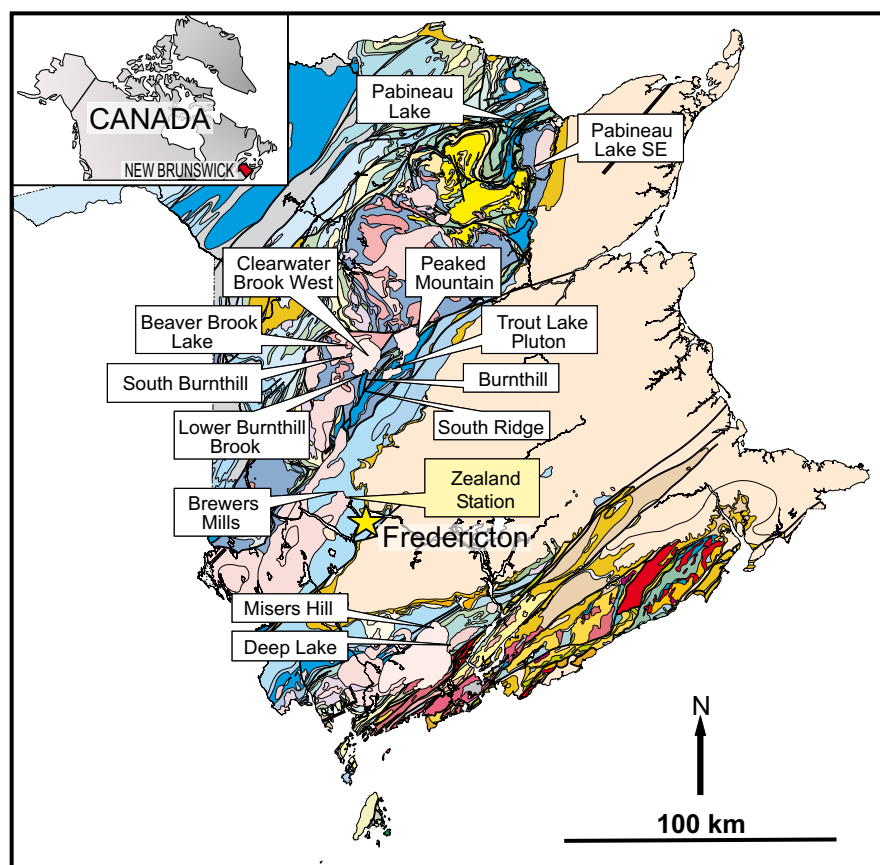 CANADA
NEW BRUNSWICK
Pabineau
Lake
Pabineau
Lake SE
Clearwater
Brook West
Peaked
Mountain
Beaver Brook
Lake
Trout Lake
Pluton
South Burnthill
Burnthill
Lower Burnthill
Brook
South Ridge
Zealand
Station
Brewers
Mills
Fredericton
Misers Hill
Deep Lake
N
100 km